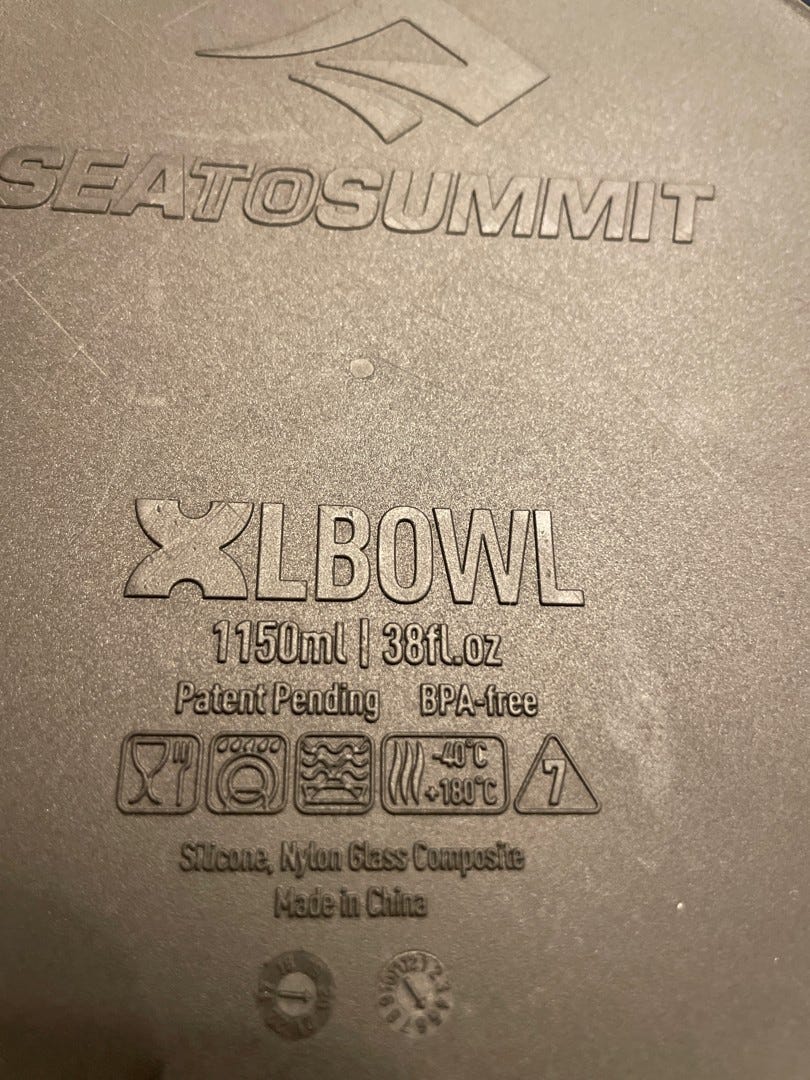 SEATOSUMMIT
XLBOWL
1150ml | 38fl.oz
Patent Pending BPA-free
-40°C
+180°C
7
Silicone, Nylon Glass Composite
Made in China